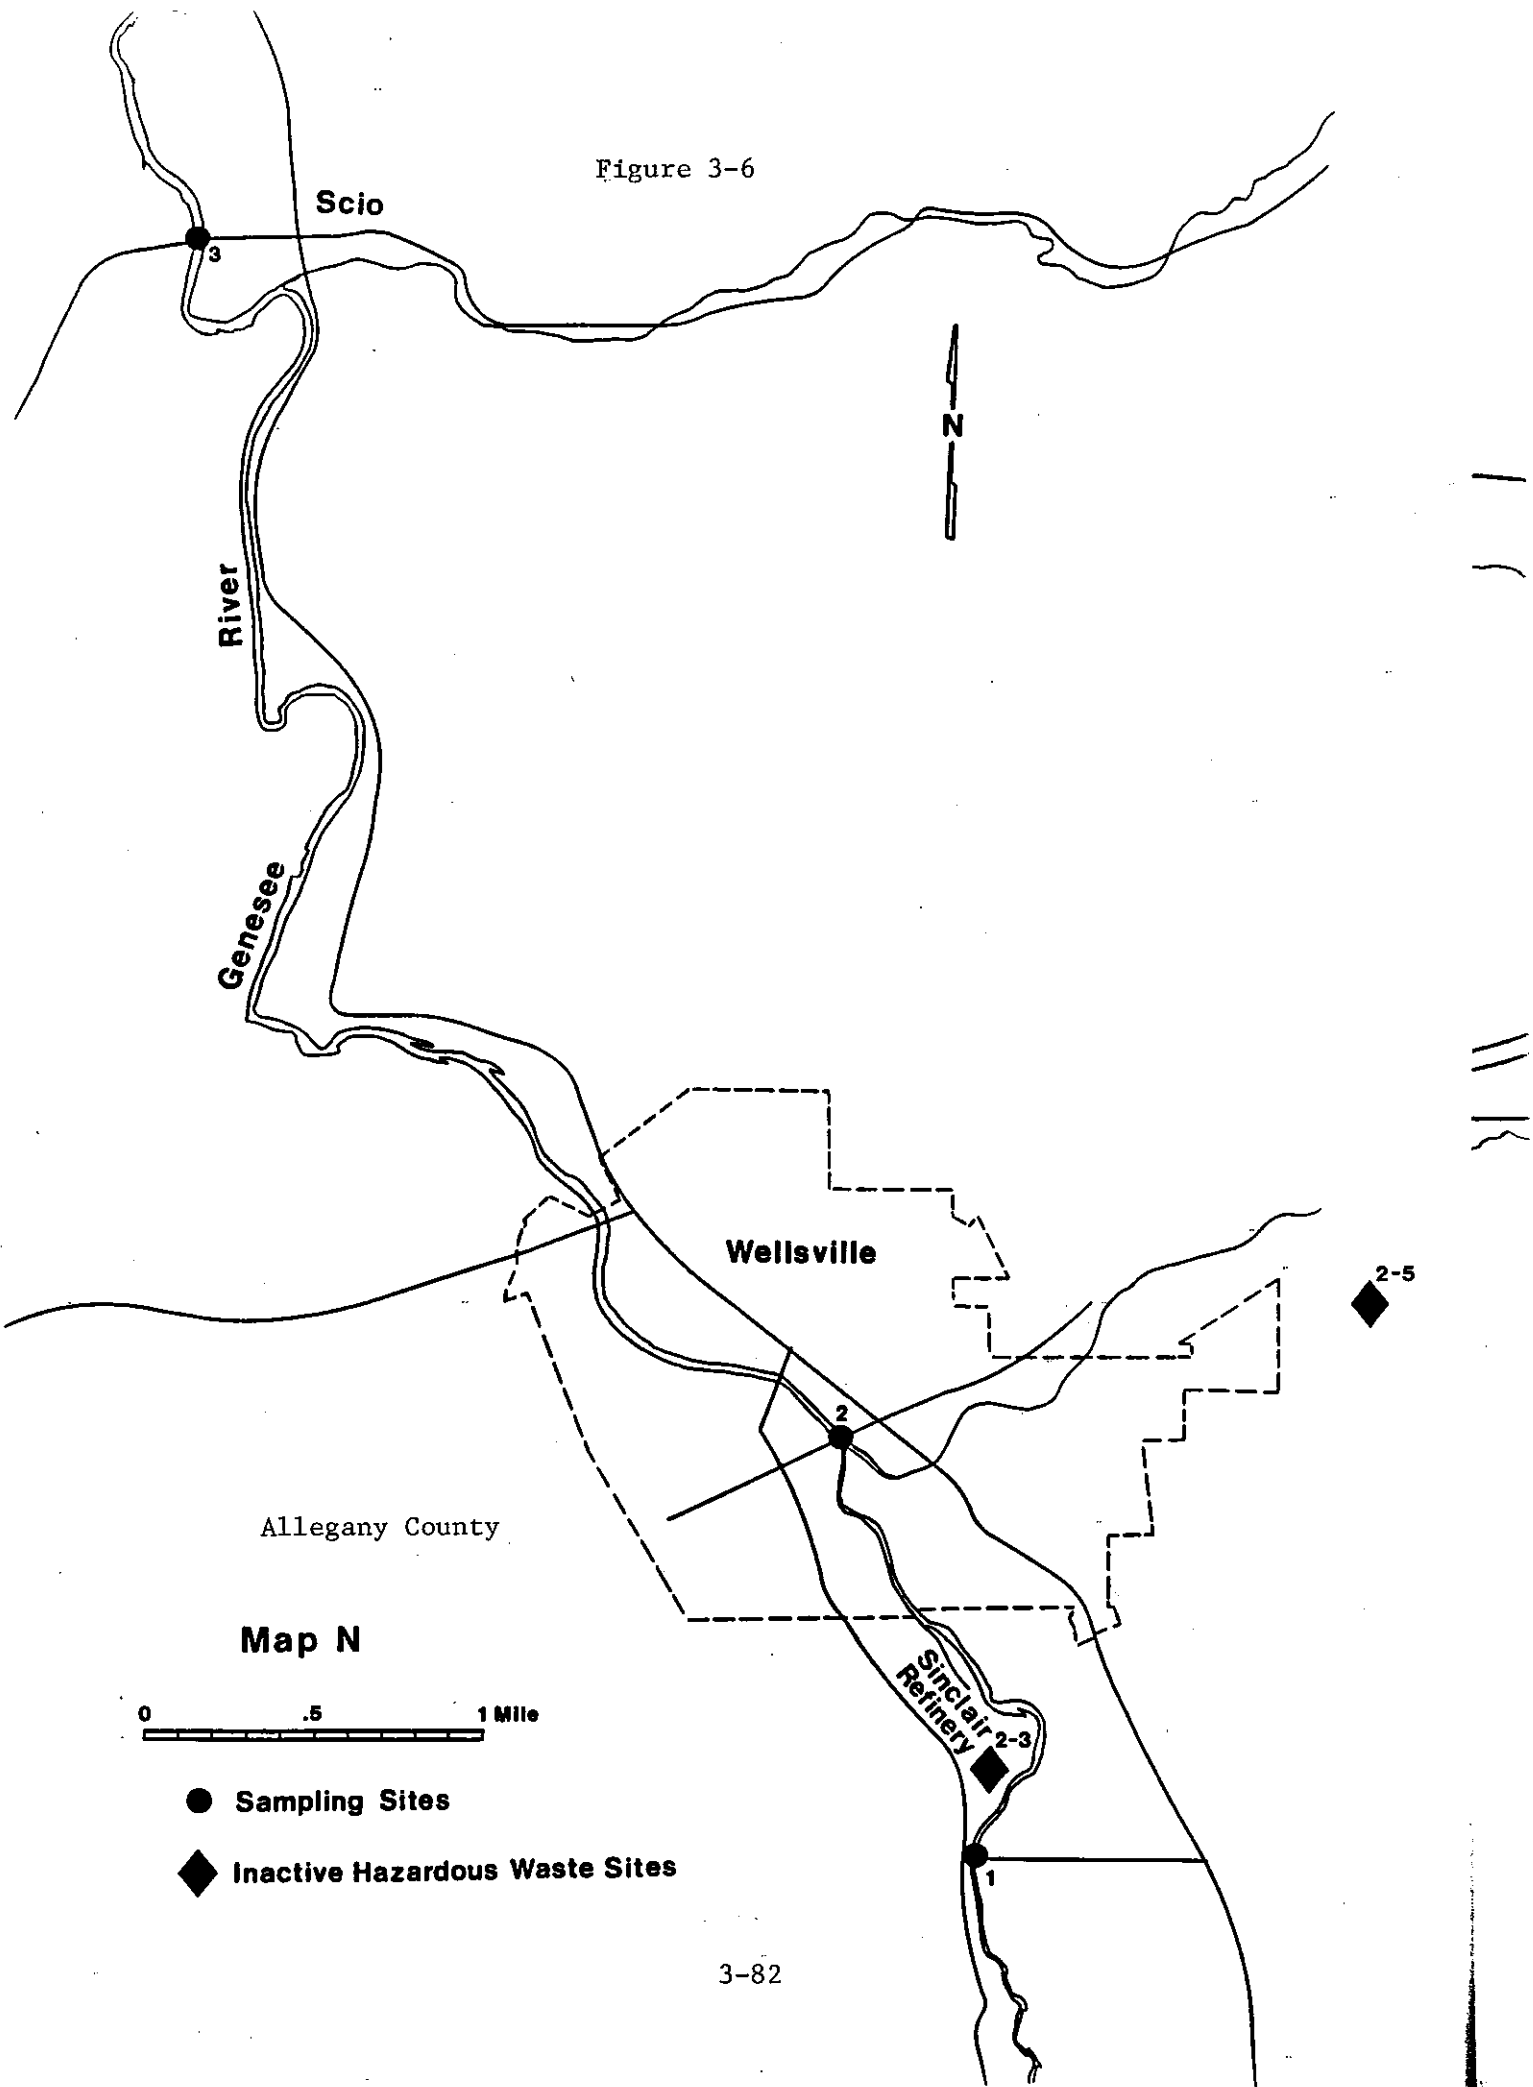 Figure 3-6
Scio
3
N
River
Genesee
Wellsville
2-5
2
Allegany County
Sinclair
Refinery
2-3
Map N
0 .5 1 Mile
Sampling Sites
1
Inactive Hazardous Waste Sites
3-82